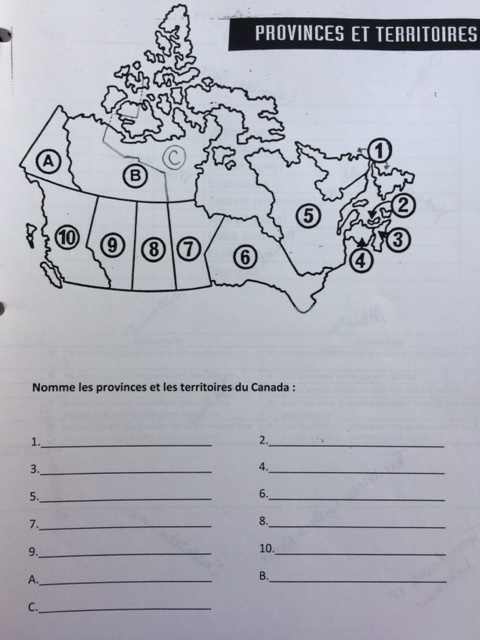 PROVINCES ET TERRITOIRES
A
B
C
1
2
3
4
5
6
7
8
9
10
Nomme les provinces et les territoires du Canada :
1.
2.
3.
4.
5.
6.
7.
8.
9.
10.
A.
B.
C.